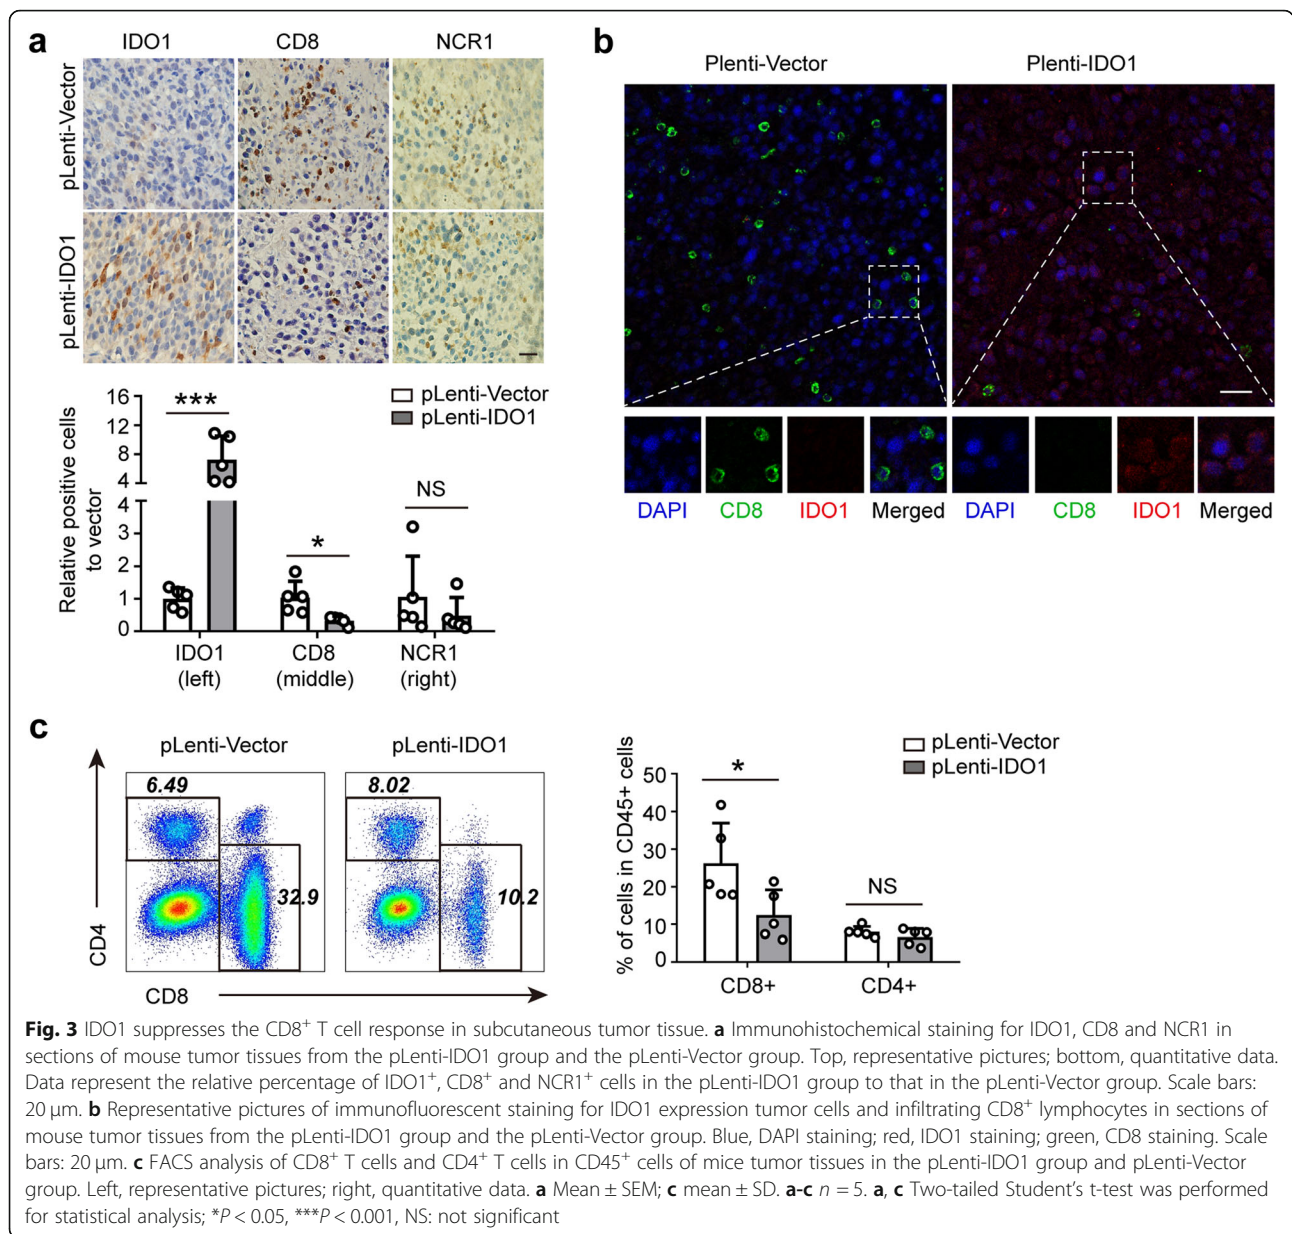 a
IDO1 CD8 NCR1
pLenti-Vector
pLenti-IDO1
Relative positive cells
to vector
16
12
8
4
4
3
2
1
0
***
*
NS
pLenti-Vector
pLenti-IDO1
IDO1 CD8 NCR1
(left) (middle) (right)
b
Plenti-Vector Plenti-IDO1
DAPI CD8 IDO1 Merged DAPI CD8 IDO1 Merged
c
pLenti-Vector pLenti-IDO1
6.49 8.02
32.9 10.2
CD4
CD8
pLenti-Vector
pLenti-IDO1
% of cells in CD45+ cells
50
40
30
20
10
0
*
NS
CD8+ CD4+
Fig. 3 IDO1 suppresses the CD8+ T cell response in subcutaneous tumor tissue. a Immunohistochemical staining for IDO1, CD8 and NCR1 in
sections of mouse tumor tissues from the pLenti-IDO1 group and the pLenti-Vector group. Top, representative pictures; bottom, quantitative data.
Data represent the relative percentage of IDO1+, CD8+ and NCR1+ cells in the pLenti-IDO1 group to that in the pLenti-Vector group. Scale bars:
20 μm. b Representative pictures of immunofluorescent staining for IDO1 expression tumor cells and infiltrating CD8+ lymphocytes in sections of
mouse tumor tissues from the pLenti-IDO1 group and the pLenti-Vector group. Blue, DAPI staining; red, IDO1 staining; green, CD8 staining. Scale
bars: 20 μm. c FACS analysis of CD8+ T cells and CD4+ T cells in CD45+ cells of mice tumor tissues in the pLenti-IDO1 group and pLenti-Vector
group. Left, representative pictures; right, quantitative data. a Mean ± SEM; c mean ± SD. a-c n = 5. a, c Two-tailed Student's t-test was performed
for statistical analysis; *P < 0.05, ***P < 0.001, NS: not significant